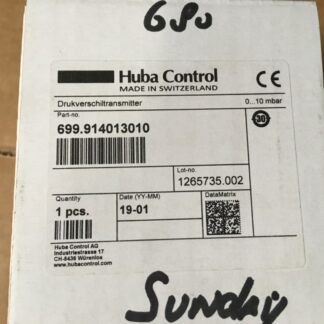 680
Huba Control
MADE IN SWITZERLAND
CE
Drukverschiltransmitter 0...10 mbar
Part-no.
699.914013010
Lot-no.
1265735.002
Quantity Date (YY-MM) DataMatrix
1 pcs. 19-01
Huba Control AG
Industriestrasse 17
CH-5436 Würenlos
www.hubacontrol.com
Sunday